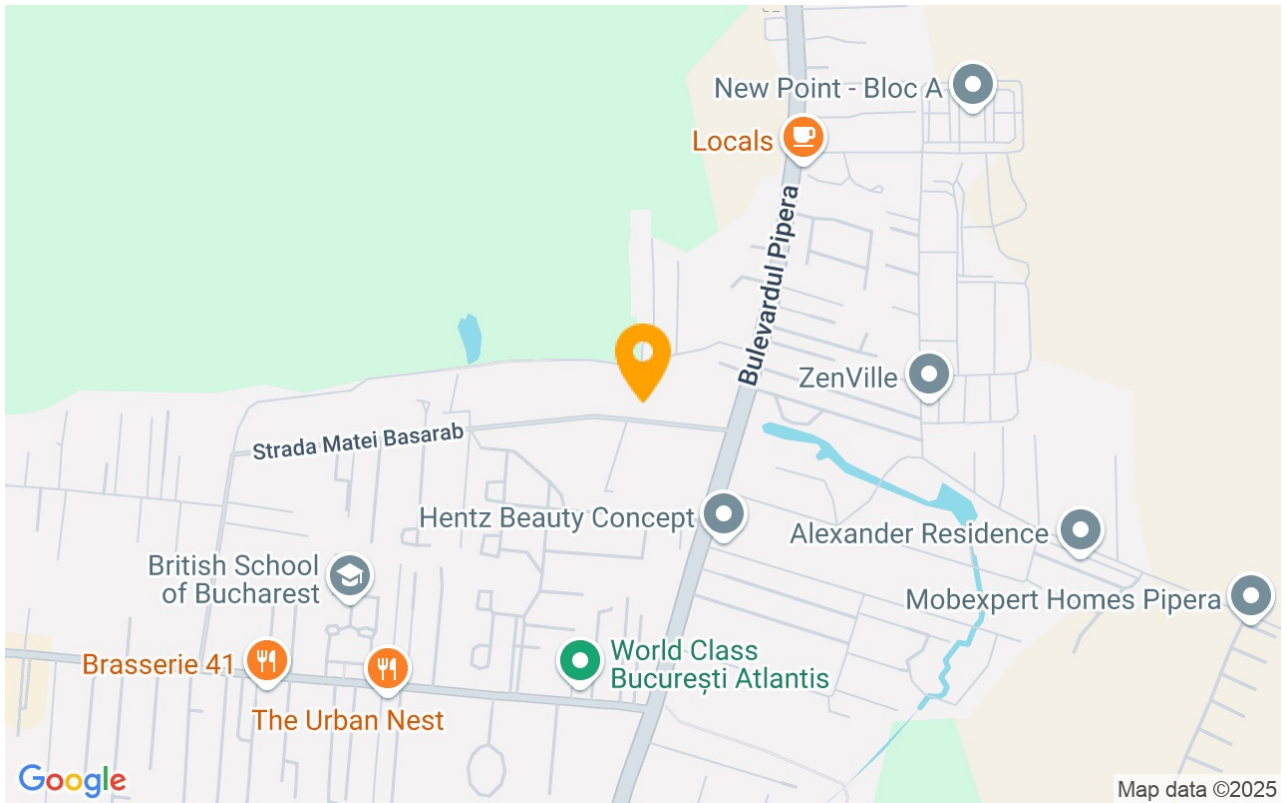 New Point - Bloc A
Locals
Bulevardul Pipera
ZenVille
Strada Matei Basarab
Hentz Beauty Concept
Alexander Residence
British School
of Bucharest
Mobexpert Homes Pipera
Brasserie 41
World Class
București Atlantis
The Urban Nest
Google
Map data ©2025